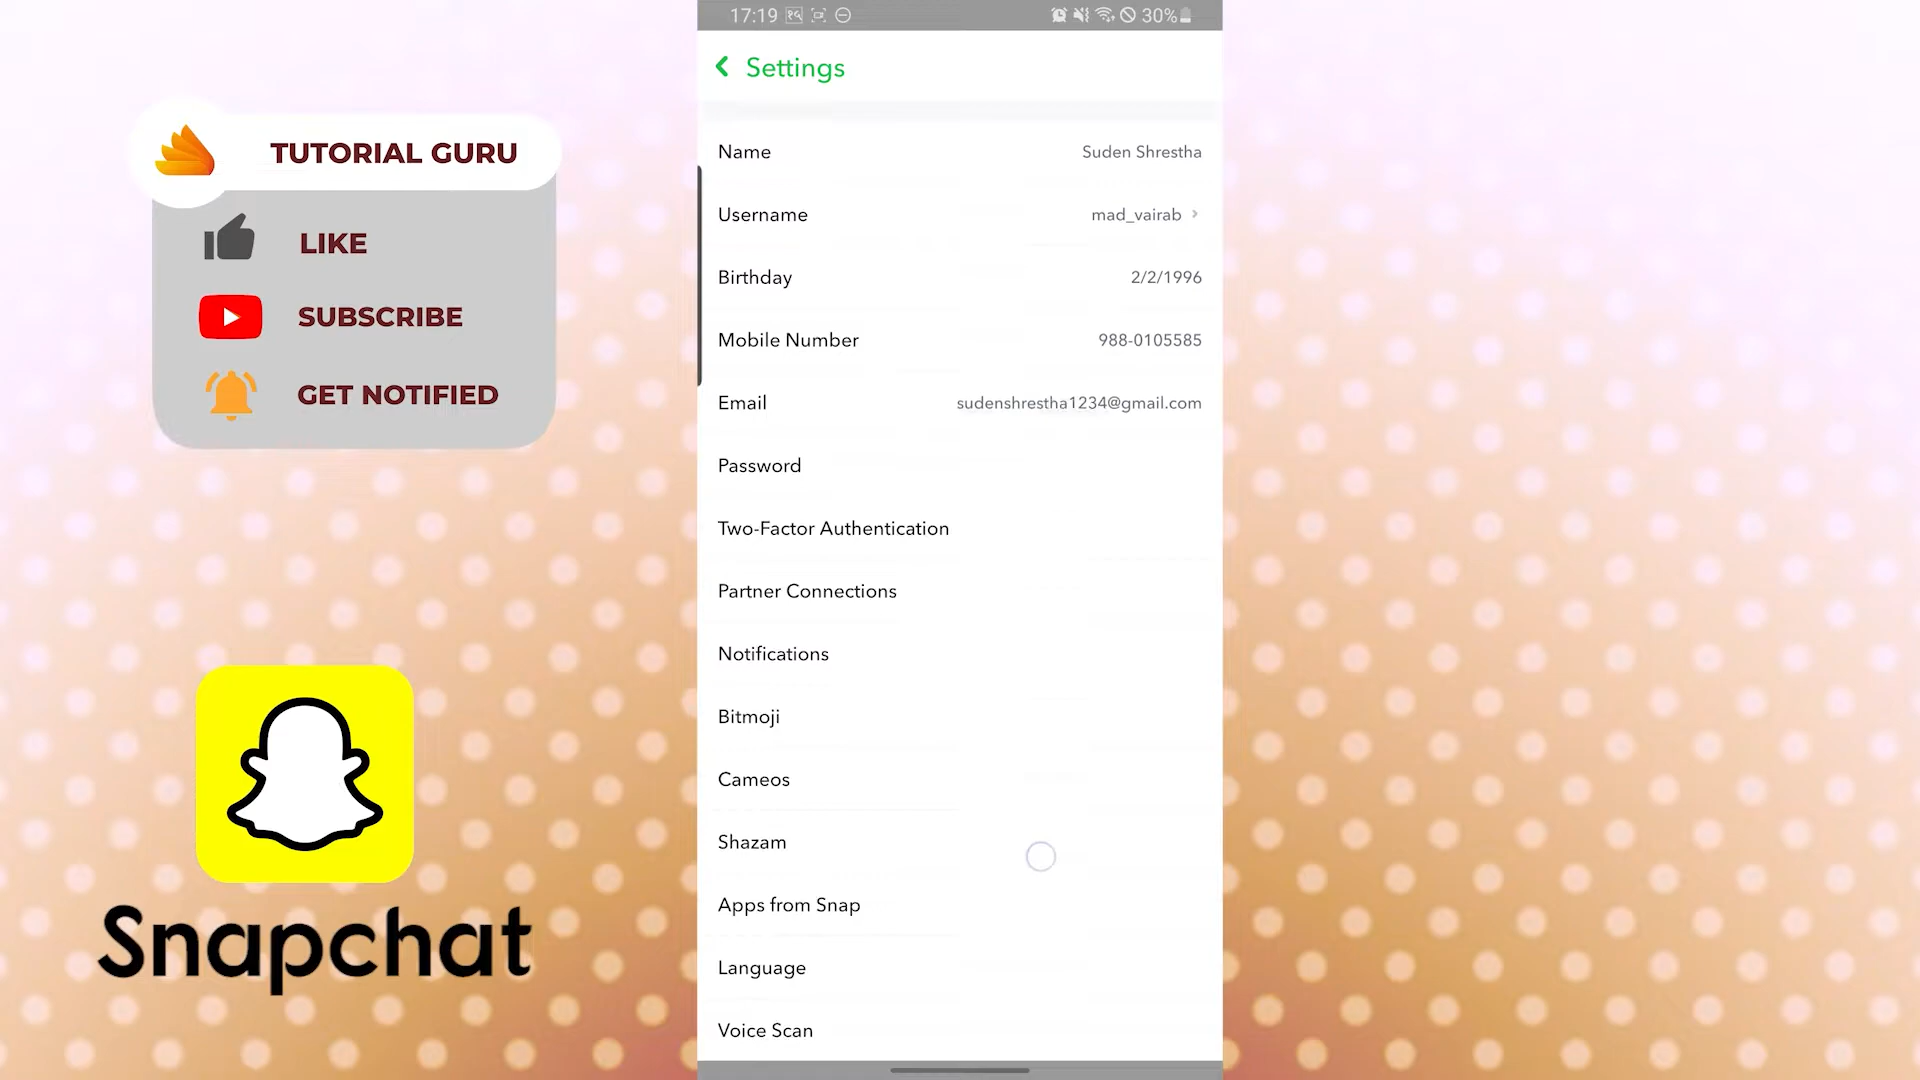 17:19
30%
Settings
TUTORIAL GURU
LIKE
SUBSCRIBE
GET NOTIFIED
Snapchat
Name Suden Shrestha
Username mad_vairab
Birthday 2/2/1996
Mobile Number 988-0105585
Email sudenshrestha1234@gmail.com
Password
Two-Factor Authentication
Partner Connections
Notifications
Bitmoji
Cameos
Shazam
Apps from Snap
Language
Voice Scan